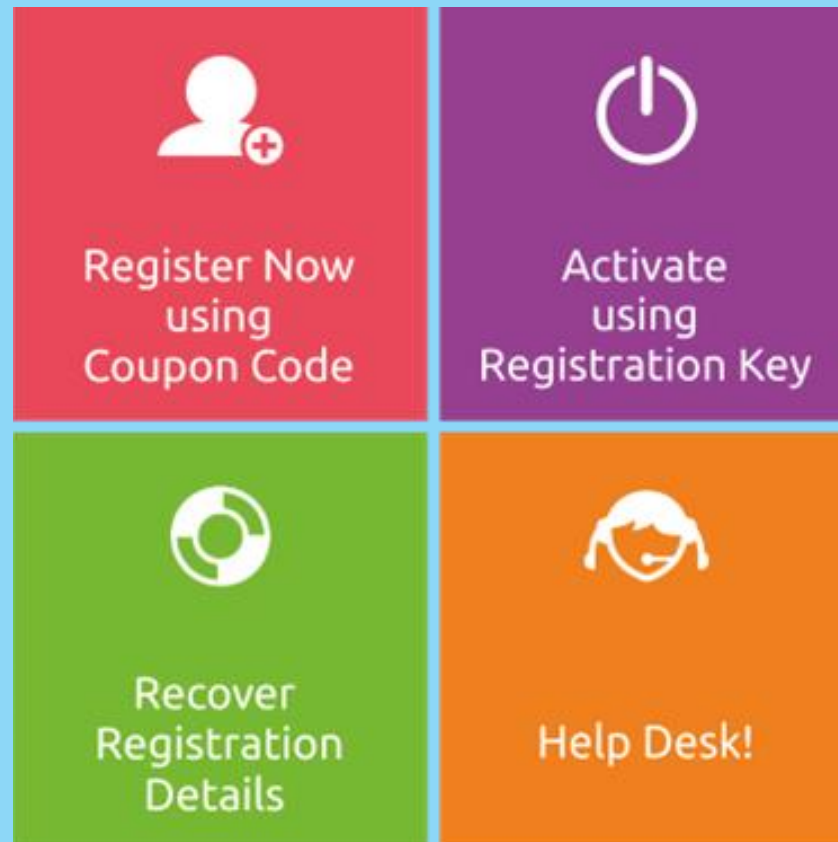 Register Now
using
Coupon Code
Activate
using
Registration Key
Recover
Registration
Details
Help Desk!